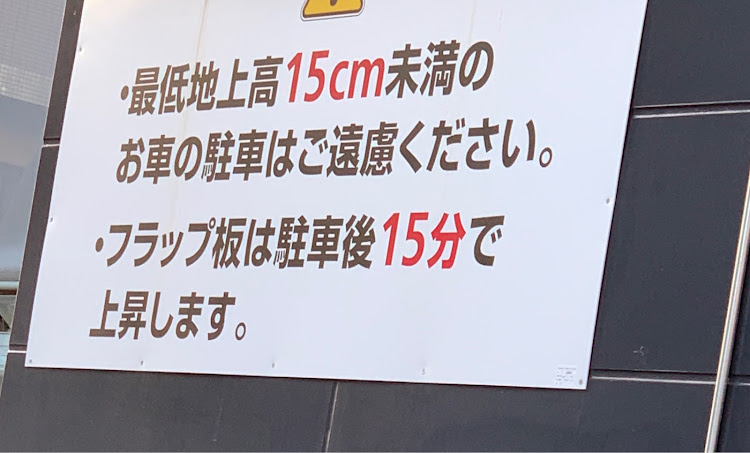 ・最低地上高15cm未満の
お車の駐車はご遠慮ください。
・フラップ板は駐車後15分で
上昇します。